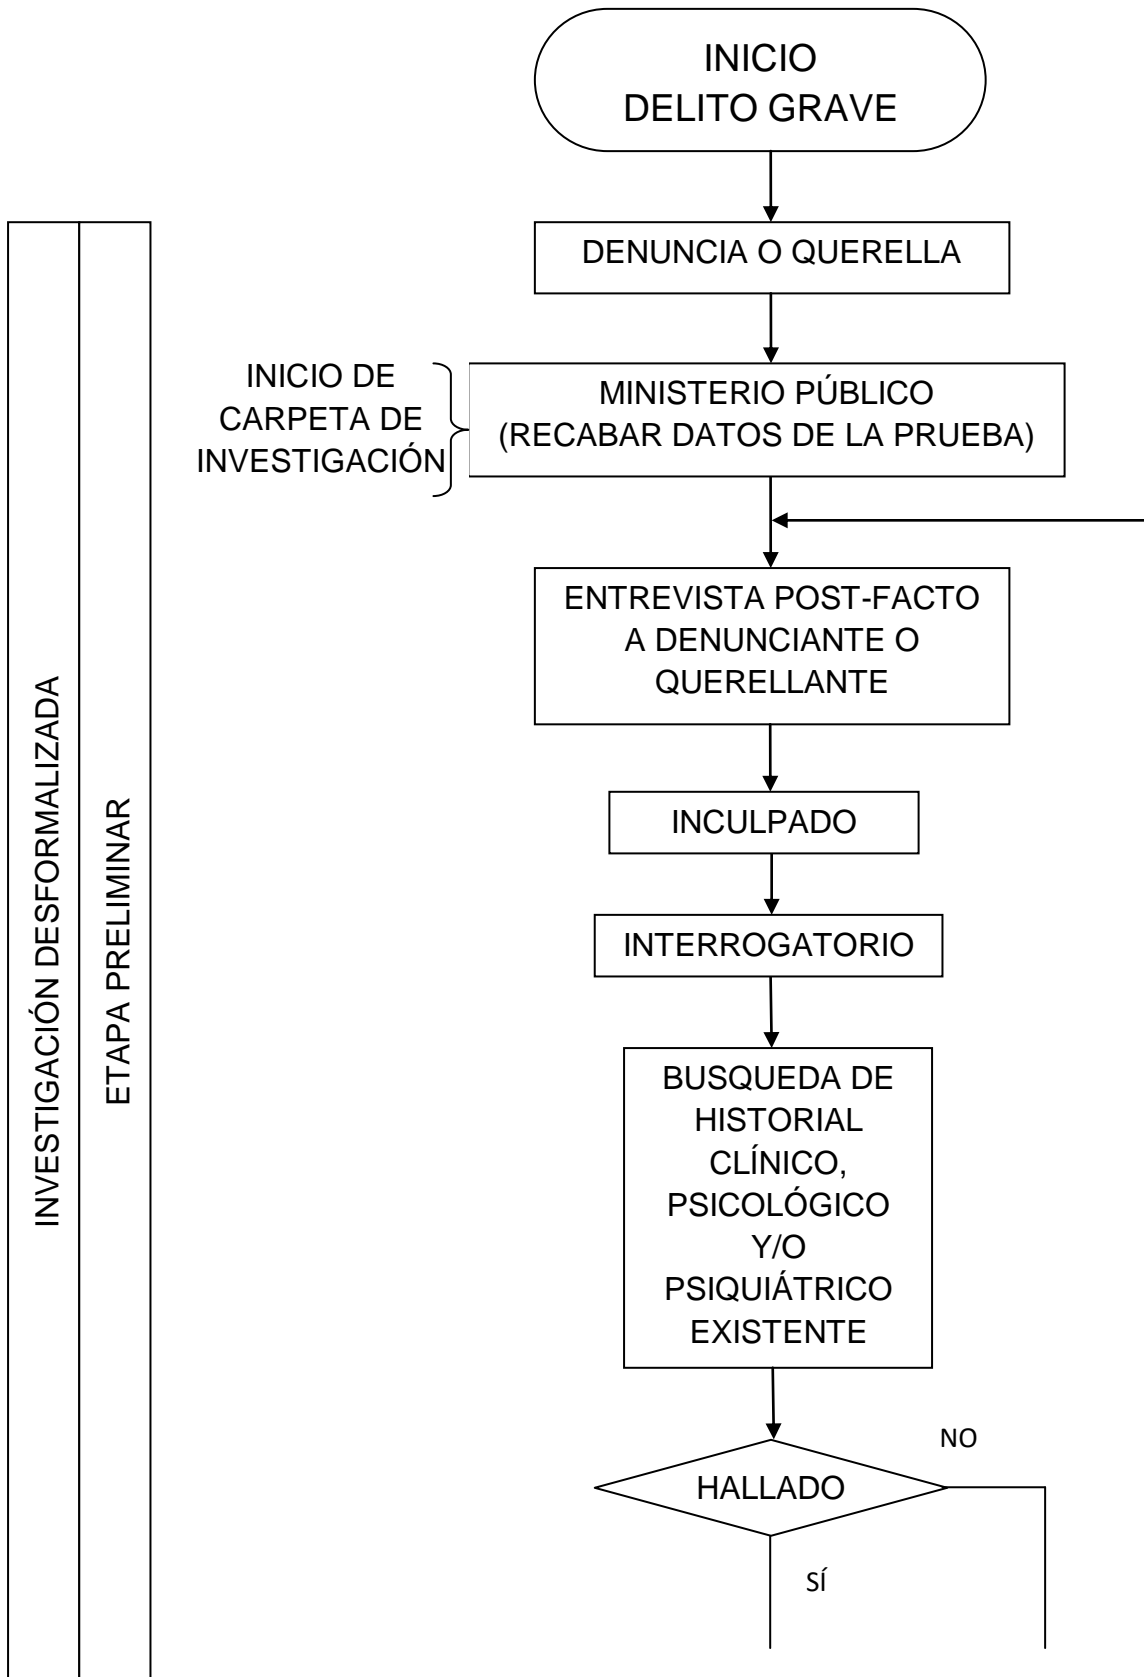 INICIO
DELITO GRAVE
DENUNCIA O QUERELLA
INICIO DE
CARPETA DE
INVESTIGACIÓN
MINISTERIO PÚBLICO
(RECABAR DATOS DE LA PRUEBA)
ENTREVISTA POST-FACTO
A DENUNCIANTE O
QUERELLANTE
INVESTIGACIÓN DESFORMALIZADA
ETAPA PRELIMINAR
INCULPADO
INTERROGATORIO
BUSQUEDA DE
HISTORIAL
CLÍNICO,
PSICOLÓGICO
Y/O
PSIQUIÁTRICO
EXISTENTE
NO
HALLADO
SÍ